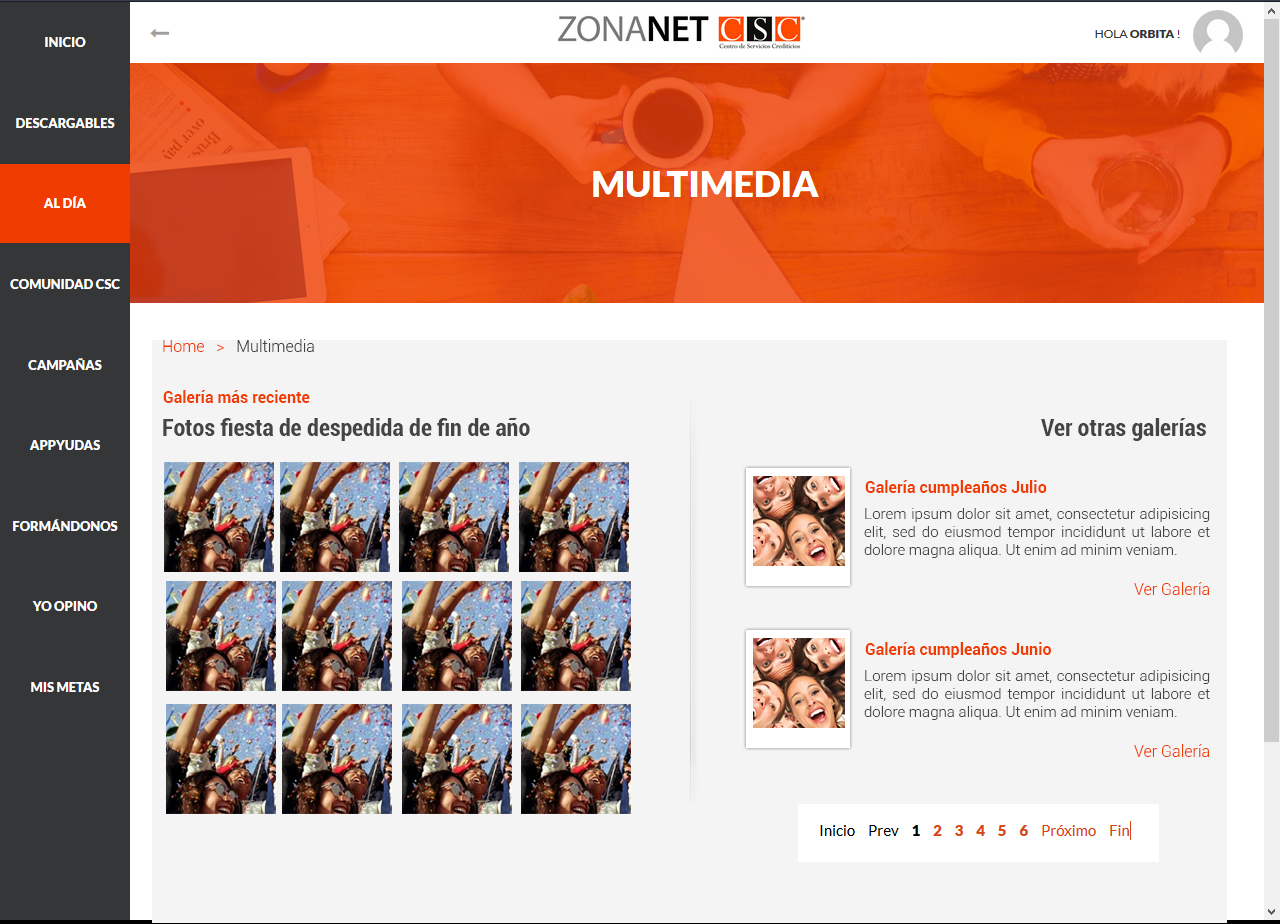 INICIO
DESCARGABLES
AL DÍA
COMUNIDAD CSC
CAMPAÑAS
APPYUDAS
FORMÁNDONOS
YO OPINO
MIS METAS
ZONANET CSC
Centro de Servicios Crediticios
HOLA ORBITA !
MULTIMEDIA
Home > Multimedia
Galería más reciente
Fotos fiesta de despedida de fin de año
Ver otras galerías
Galería cumpleaños Julio
Lorem ipsum dolor sit amet, consectetur adipisicing
elit, sed do eiusmod tempor incididunt ut labore et
dolore magna aliqua. Ut enim ad minim veniam.
Ver Galería
Galería cumpleaños Junio
Lorem ipsum dolor sit amet, consectetur adipisicing
elit, sed do eiusmod tempor incididunt ut labore et
dolore magna aliqua. Ut enim ad minim veniam.
Ver Galería
Inicio Prev 1 2 3 4 5 6 Próximo Fin